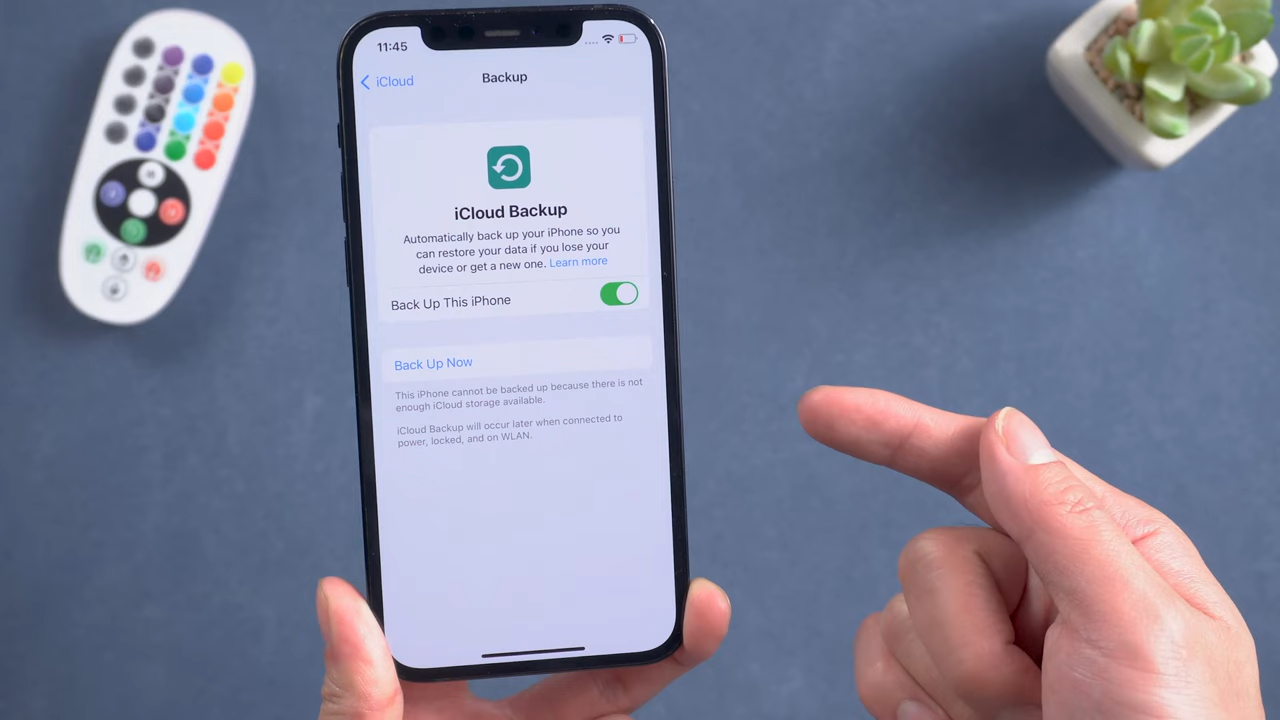 11:45
iCloud
Backup
iCloud Backup
Automatically back up your iPhone so you
can restore your data if you lose your
device or get a new one. Learn more
Back Up This iPhone
Back Up Now
This iPhone cannot be backed up because there is not
enough iCloud storage available.
iCloud Backup will occur later when connected to
power, locked, and on WLAN.